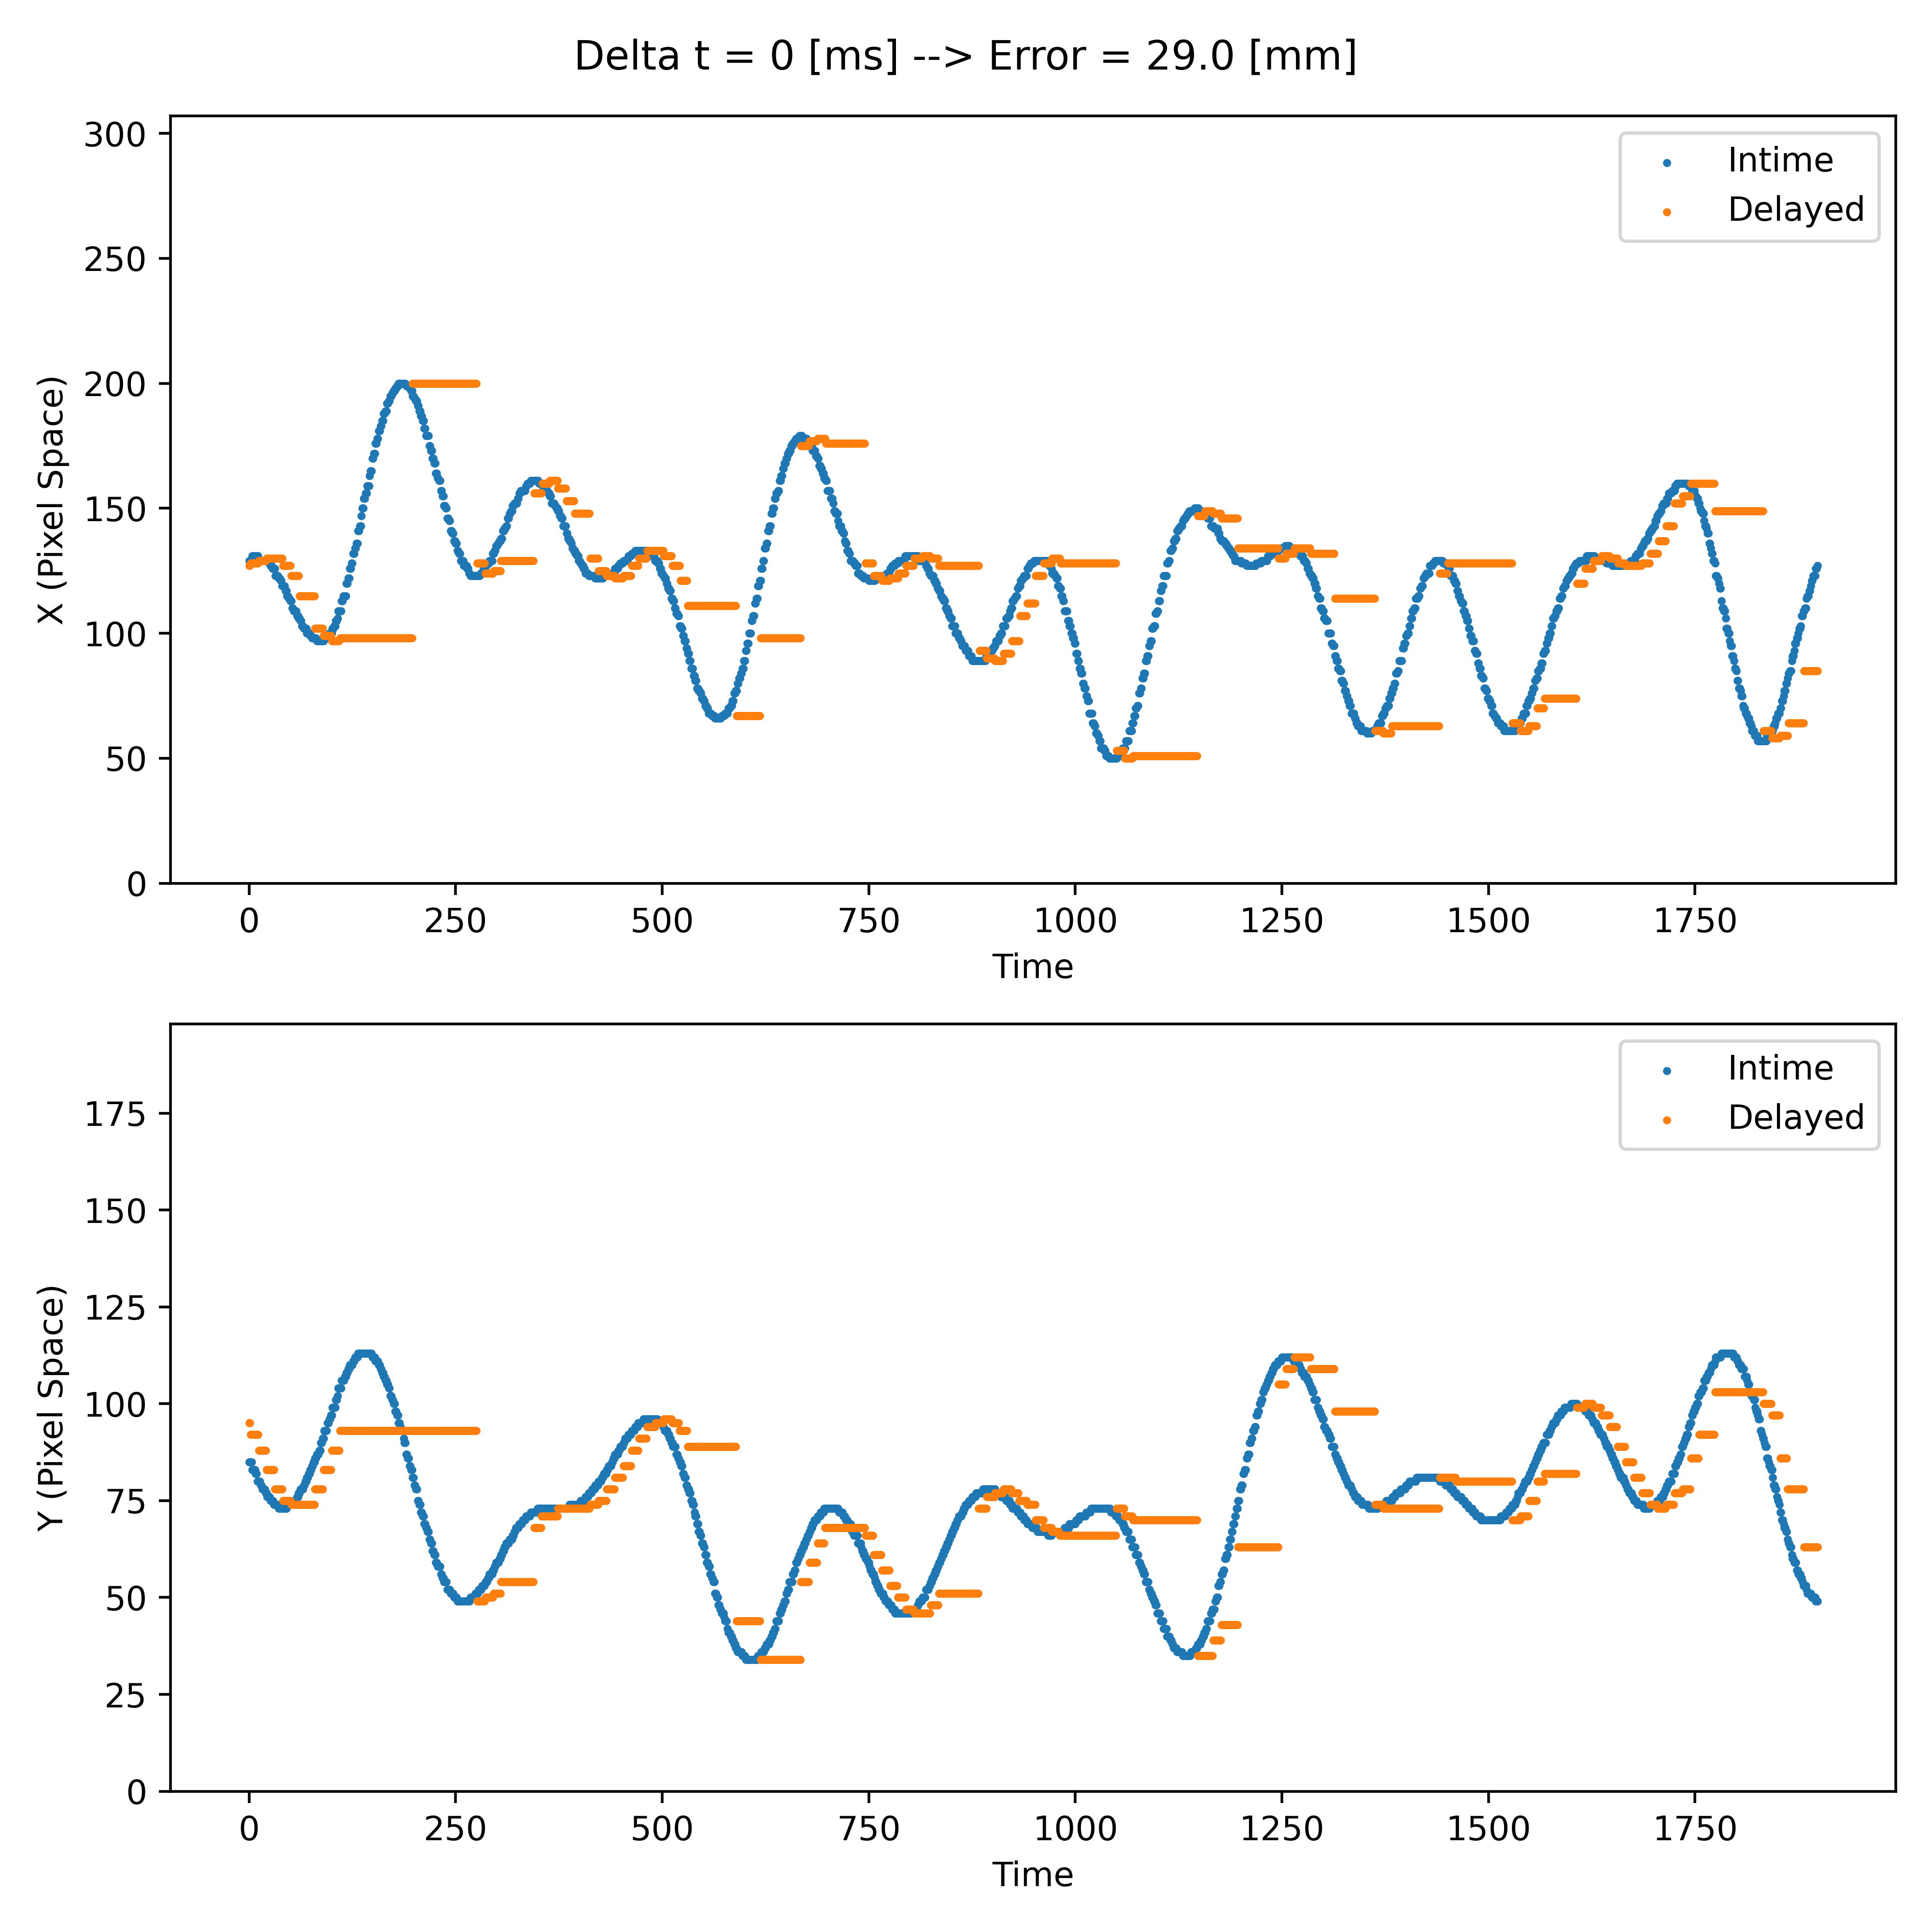 Delta t = 0 [ms] --> Error = 29.0 [mm]
300
250
200
150
100
50
0
X (Pixel Space)
Intime
Delayed
0 250 500 750 1000 1250 1500 1750
Time
175
150
125
100
75
50
25
0
Y (Pixel Space)
Intime
Delayed
0 250 500 750 1000 1250 1500 1750
Time